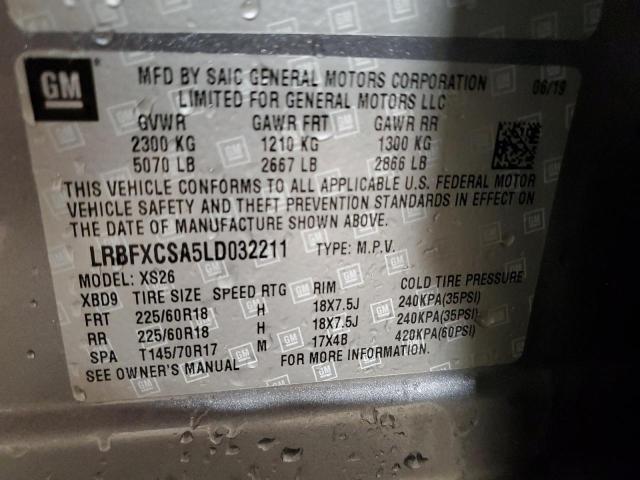 GM
MFD BY SAIC GENERAL MOTORS CORPORATION 06/19
LIMITED FOR GENERAL MOTORS LLC
GVWR GAWR FRT GAWR RR
2300 KG 1210 KG 1300 KG
5070 LB 2667 LB 2866 LB
THIS VEHICLE CONFORMS TO ALL APPLICABLE U.S. FEDERAL MOTOR
VEHICLE SAFETY AND THEFT PREVENTION STANDARDS IN EFFECT ON
THE DATE OF MANUFACTURE SHOWN ABOVE.
LRBFXCSA5LD032211 TYPE: M.P.V.
MODEL: XS26
XBD9 TIRE SIZE SPEED RTG RIM COLD TIRE PRESSURE
FRT 225/60R18 H 18X7.5J 240KPA(35PSI)
RR 225/60R18 H 18X7.5J 240KPA(35PSI)
SPA T145/70R17 M 17X4B 420KPA(60PSI)
SEE OWNER'S MANUAL FOR MORE INFORMATION.